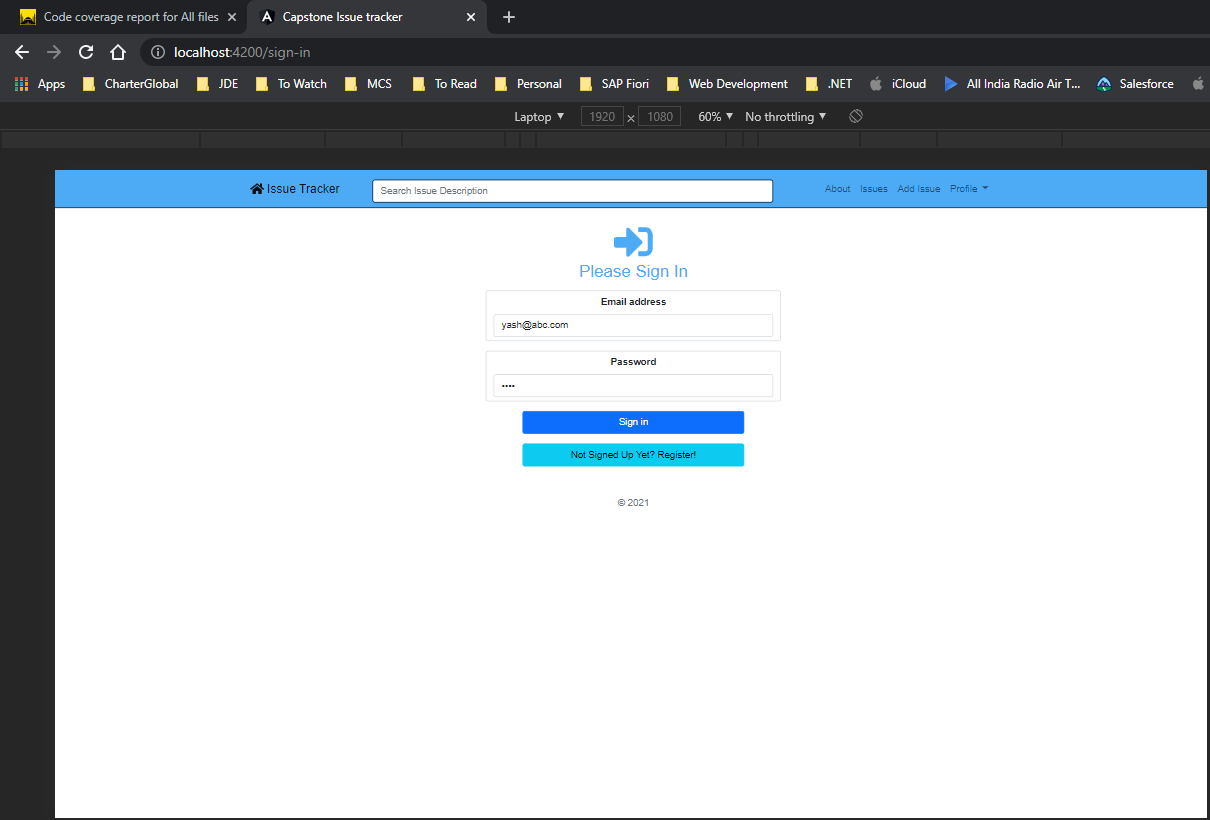 Code coverage report for All files
Capstone Issue tracker
localhost:4200/sign-in
Apps CharterGlobal JDE To Watch MCS To Read Personal SAP Fiori Web Development .NET iCloud All India Radio Air T... Salesforce
Laptop 1920 x 1080 60% No throttling
Issue Tracker Search Issue Description About Issues Add Issue Profile
Please Sign In
Email address
yash@abc.com
Password
••••
Sign in
Not Signed Up Yet? Register!
© 2021